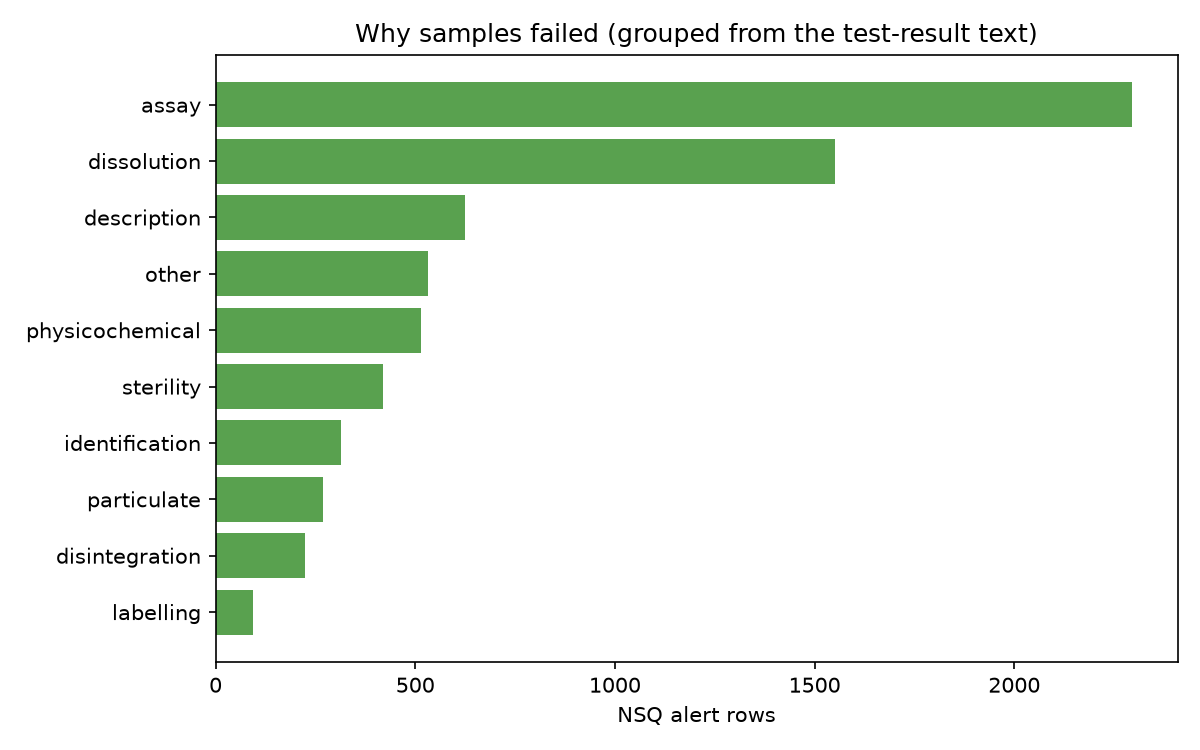 Why samples failed (grouped from the test-result text)
assay
dissolution
description
other
physicochemical
sterility
identification
particulate
disintegration
labelling
0 500 1000 1500 2000
NSQ alert rows